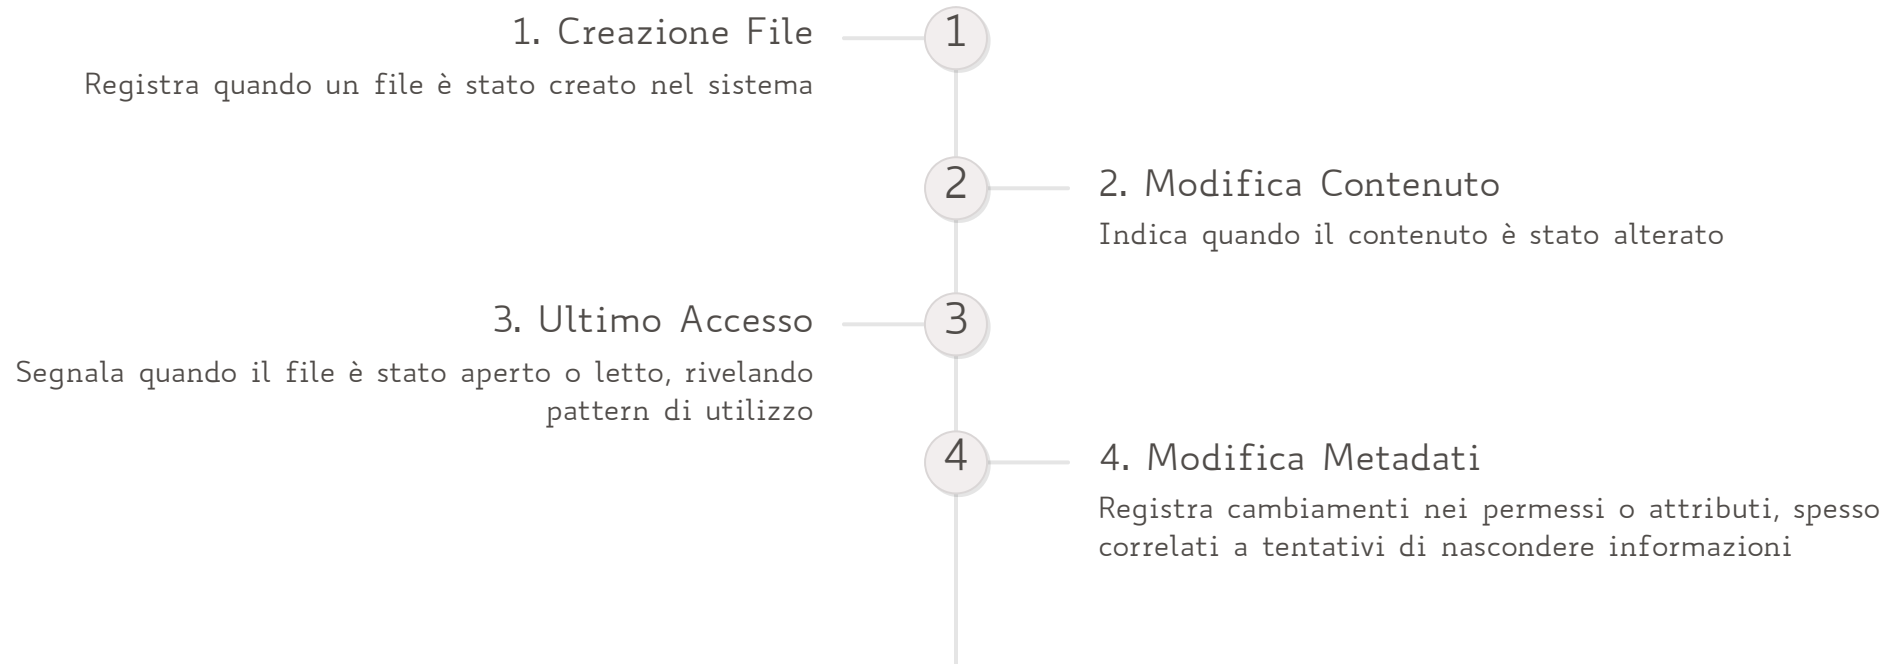 1. Creazione File
1
Registra quando un file è stato creato nel sistema
2
2. Modifica Contenuto
Indica quando il contenuto è stato alterato
3. Ultimo Accesso
3
Segnala quando il file è stato aperto o letto, rivelando
pattern di utilizzo
4
4. Modifica Metadati
Registra cambiamenti nei permessi o attributi, spesso
correlati a tentativi di nascondere informazioni